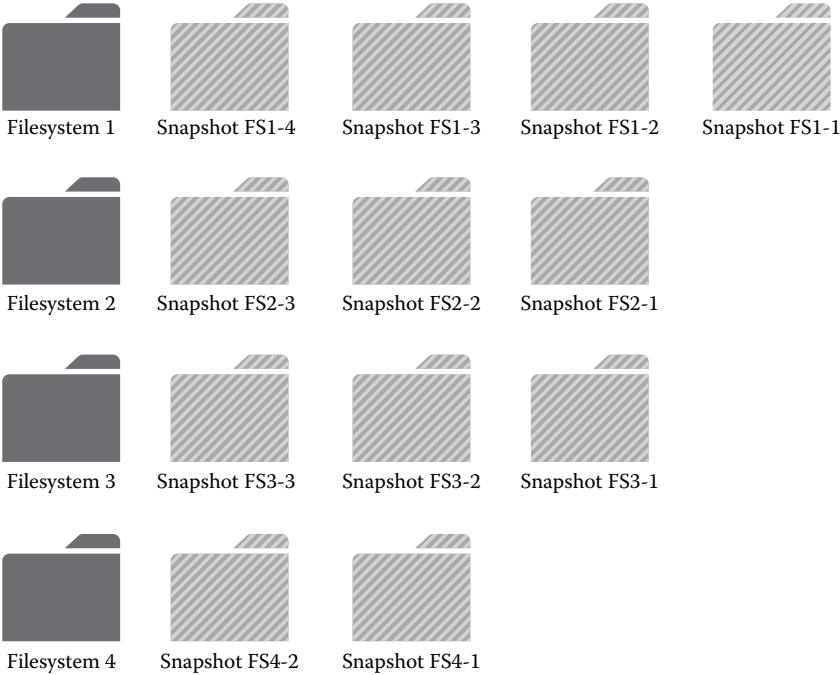 Filesystem 1 Snapshot FS1-4 Snapshot FS1-3 Snapshot FS1-2 Snapshot FS1-1
Filesystem 2 Snapshot FS2-3 Snapshot FS2-2 Snapshot FS2-1
Filesystem 3 Snapshot FS3-3 Snapshot FS3-2 Snapshot FS3-1
Filesystem 4 Snapshot FS4-2 Snapshot FS4-1